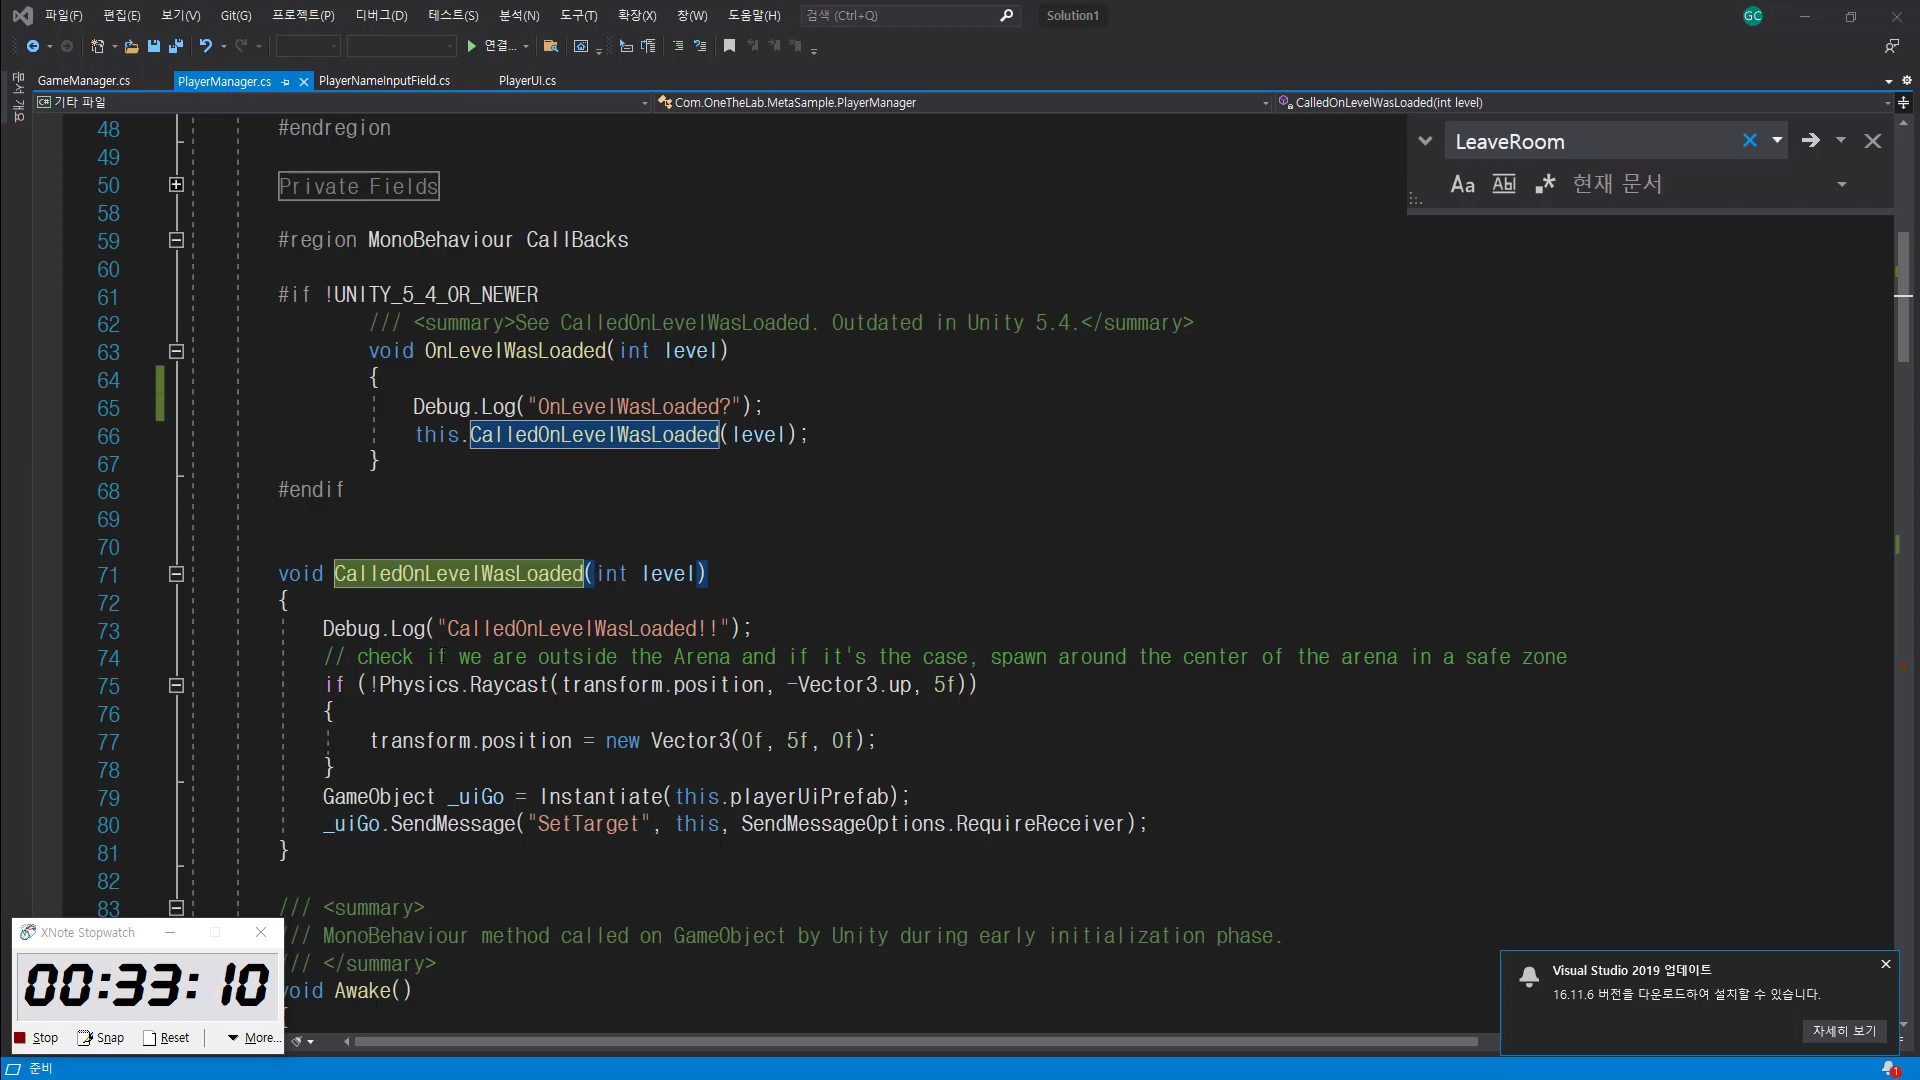 파일(F) 편집(E) 보기(V) Git(G) 프로젝트(P) 디버그(D) 테스트(S) 분석(N) 도구(T) 확장(X) 창(W) 도움말(H) 검색 (Ctrl+Q) Solution1 GC
연결...
문서 개요
GameManager.cs PlayerManager.cs PlayerNameInputField.cs PlayerUI.cs
C# 기타 파일 Com.OneTheLab.MetaSample.PlayerManager CalledOnLevelWasLoaded(int level)
LeaveRoom
Aa Abl 현재 문서
48 #endregion
49
50 Private Fields
58
59 #region MonoBehaviour CallBacks
60
61 #if !UNITY_5_4_OR_NEWER
62 /// <summary>See CalledOnLevelWasLoaded. Outdated in Unity 5.4.</summary>
63 void OnLevelWasLoaded(int level)
64 {
65 Debug.Log("OnLevelWasLoaded?");
66 this.CalledOnLevelWasLoaded(level);
67 }
68 #endif
69
70
71 void CalledOnLevelWasLoaded(int level)
72 {
73 Debug.Log("CalledOnLevelWasLoaded!!");
74 // check if we are outside the Arena and if it's the case, spawn around the center of the arena in a safe zone
75 if (!Physics.Raycast(transform.position, -Vector3.up, 5f))
76 {
77 transform.position = new Vector3(0f, 5f, 0f);
78 }
79 GameObject _uiGo = Instantiate(this.playerUiPrefab);
80 _uiGo.SendMessage("SetTarget", this, SendMessageOptions.RequireReceiver);
81 }
82
83 /// <summary>
/// MonoBehaviour method called on GameObject by Unity during early initialization phase.
/// </summary>
void Awake()
{
XNote Stopwatch
00:33:10
Stop Snap Reset More...
Visual Studio 2019 업데이트
16.11.6 버전을 다운로드하여 설치할 수 있습니다.
자세히 보기
준비
1